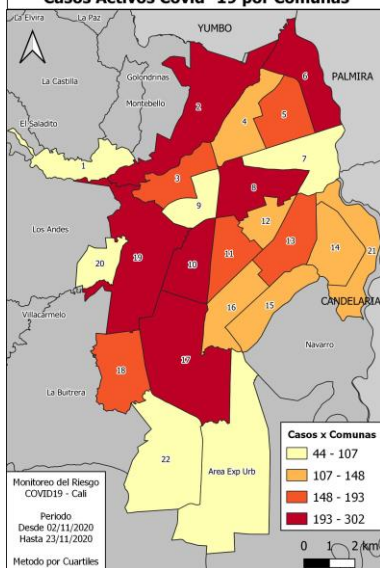 Casos Activos Covid -19 por Comunas
La Elvira
La Paz
YUMBO
La Castilla
Golondrinas
Montebello
PALMIRA
El Saladito
6
2
4
5
7
1
3
8
9
Los Andes
12
11
13
14
21
20
19
10
CANDELARIA
Villacarmelo
16
15
Navarro
17
18
La Buitrera
22
Area Exp Urb
Casos x Comunas
44 - 107
107 - 148
148 - 193
193 - 302
Monitoreo del Riesgo
COVID19 - Cali
Periodo
Desde 02/11/2020
Hasta 23/11/2020
Metodo por Cuartiles
0 1 2 km